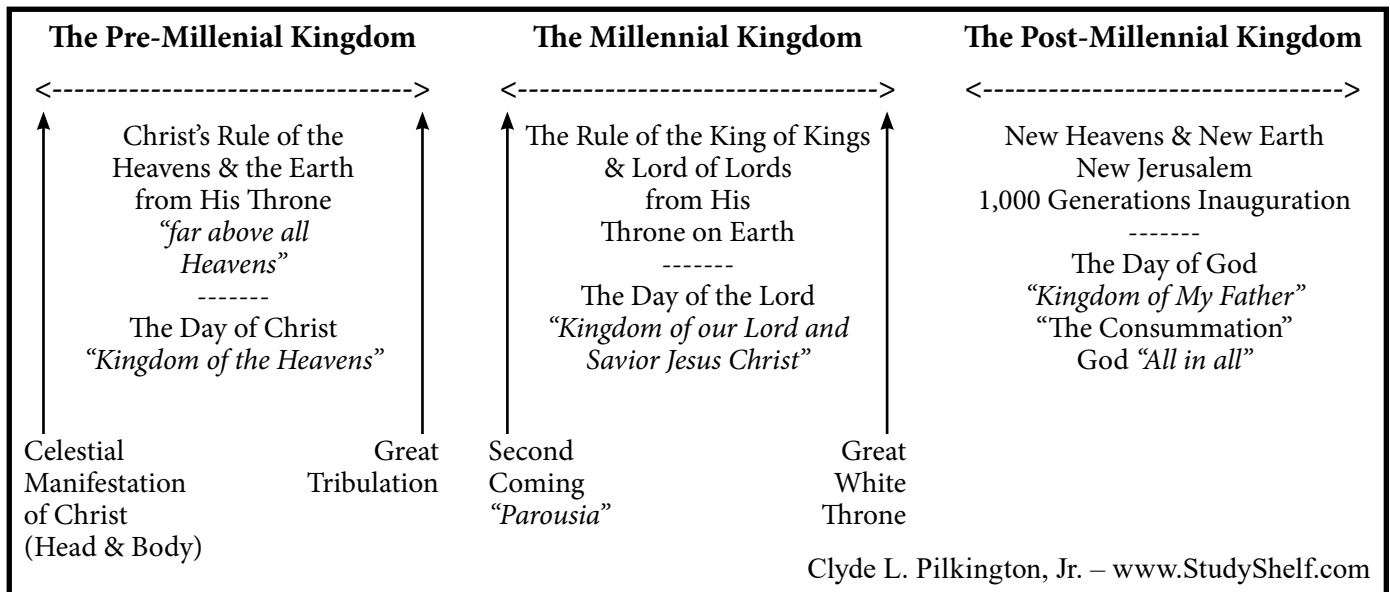 The Pre-Millenial Kingdom
<--------------------------------->
Christ’s Rule of the
Heavens & the Earth
from His Throne
“far above all
Heavens”
-------
The Day of Christ
“Kingdom of the Heavens”
Celestial
Manifestation
of Christ
(Head & Body)
Great
Tribulation
The Millennial Kingdom
<--------------------------------->
The Rule of the King of Kings
& Lord of Lords
from His
Throne on Earth
-------
The Day of the Lord
“Kingdom of our Lord and
Savior Jesus Christ”
Second
Coming
“Parousia”
Great
White
Throne
The Post-Millennial Kingdom
<--------------------------------->
New Heavens & New Earth
New Jerusalem
1,000 Generations Inauguration
-------
The Day of God
“Kingdom of My Father”
“The Consummation”
God “All in all”
Clyde L. Pilkington, Jr. – www.StudyShelf.com